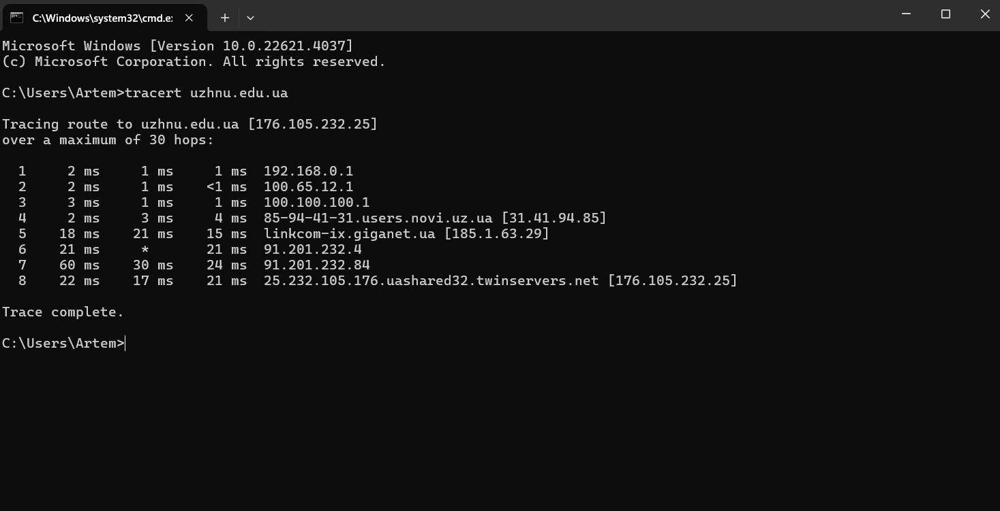 C:\Windows\system32\cmd.e
Microsoft Windows [Version 10.0.22621.4037]
(c) Microsoft Corporation. All rights reserved.
C:\Users\Artem>tracert uzhnu.edu.ua
Tracing route to uzhnu.edu.ua [176.105.232.25]
over a maximum of 30 hops:
  1     2 ms     1 ms     1 ms  192.168.0.1
  2     2 ms     1 ms    <1 ms  100.65.12.1
  3     3 ms     1 ms     1 ms  100.100.100.1
  4     2 ms     3 ms     4 ms  85-94-41-31.users.novi.uz.ua [31.41.94.85]
  5    18 ms    21 ms    15 ms  linkcom-ix.giganet.ua [185.1.63.29]
  6    21 ms     *       21 ms  91.201.232.4
  7    60 ms    30 ms    24 ms  91.201.232.84
  8    22 ms    17 ms    21 ms  25.232.105.176.uashared32.twinservers.net [176.105.232.25]
Trace complete.
C:\Users\Artem>